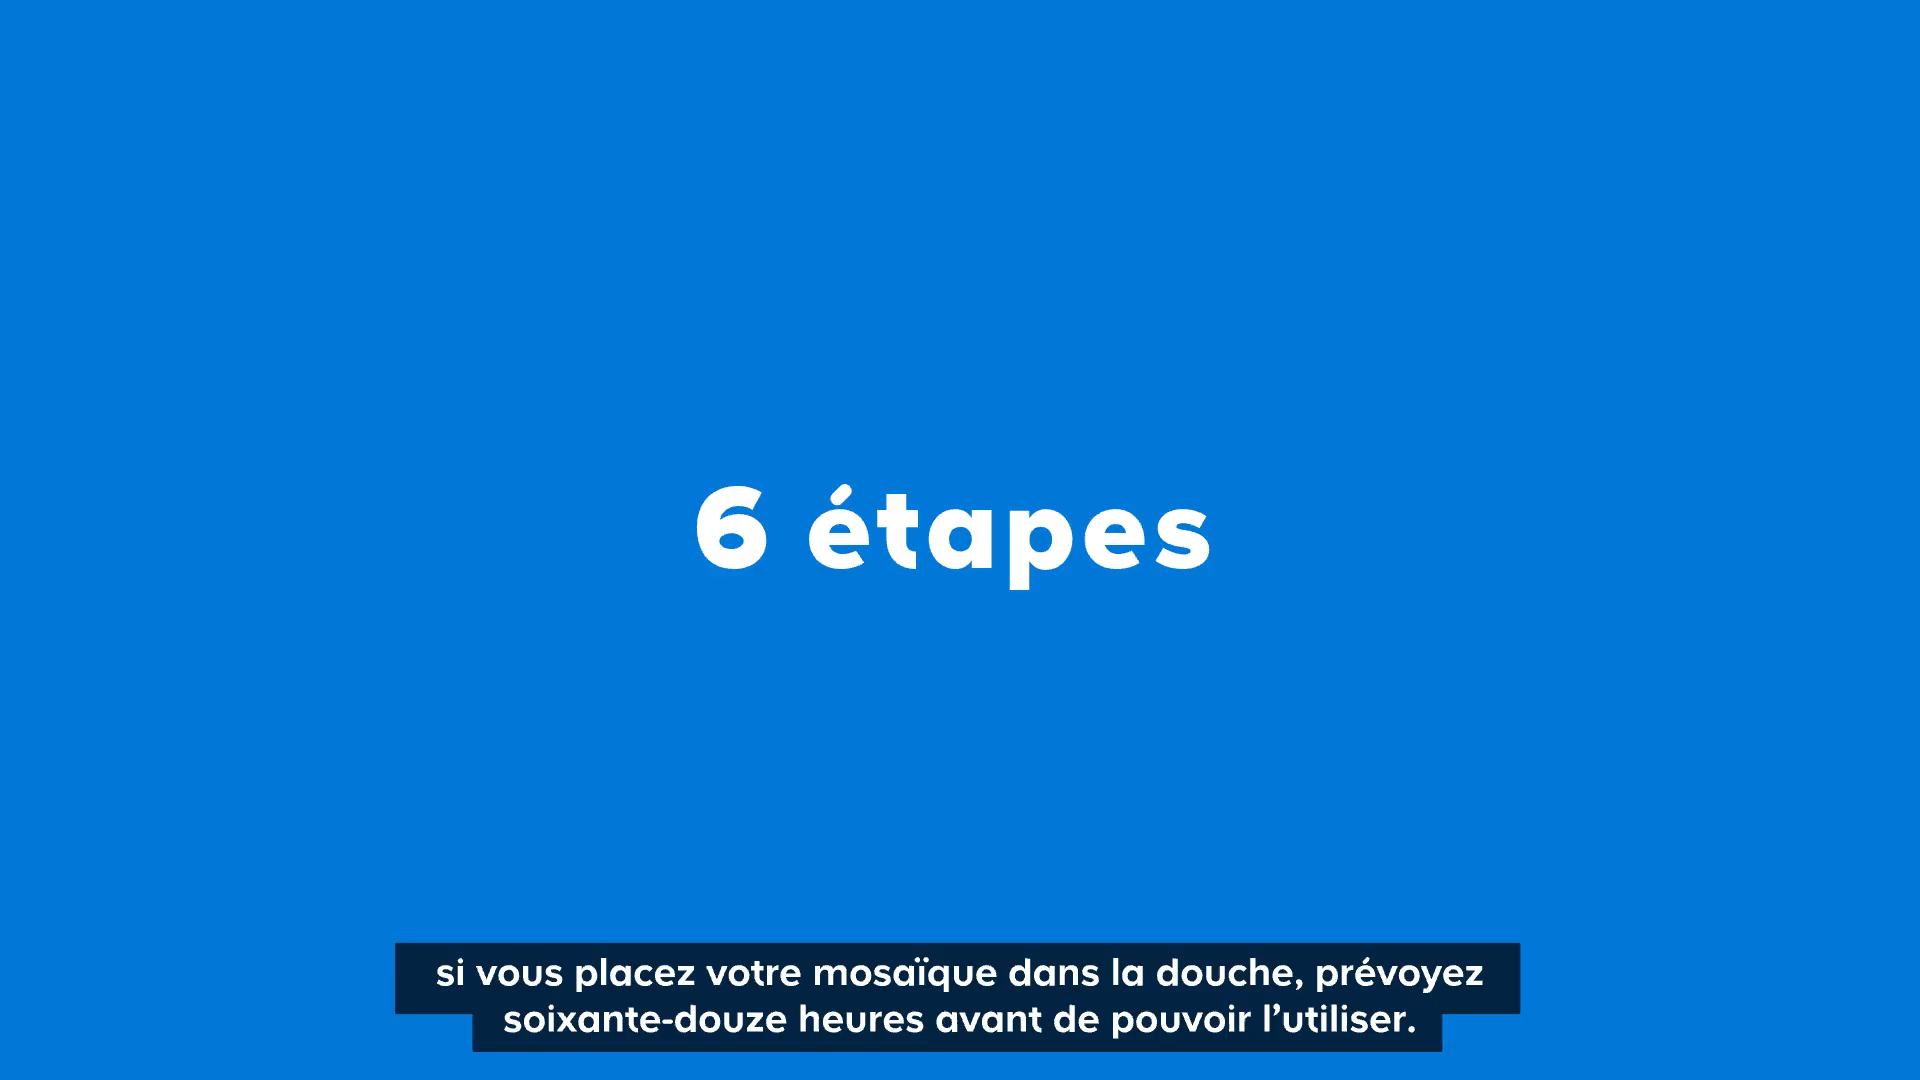 6 étapes
si vous placez votre mosaïque dans la douche, prévoyez
soixante-douze heures avant de pouvoir l’utiliser.